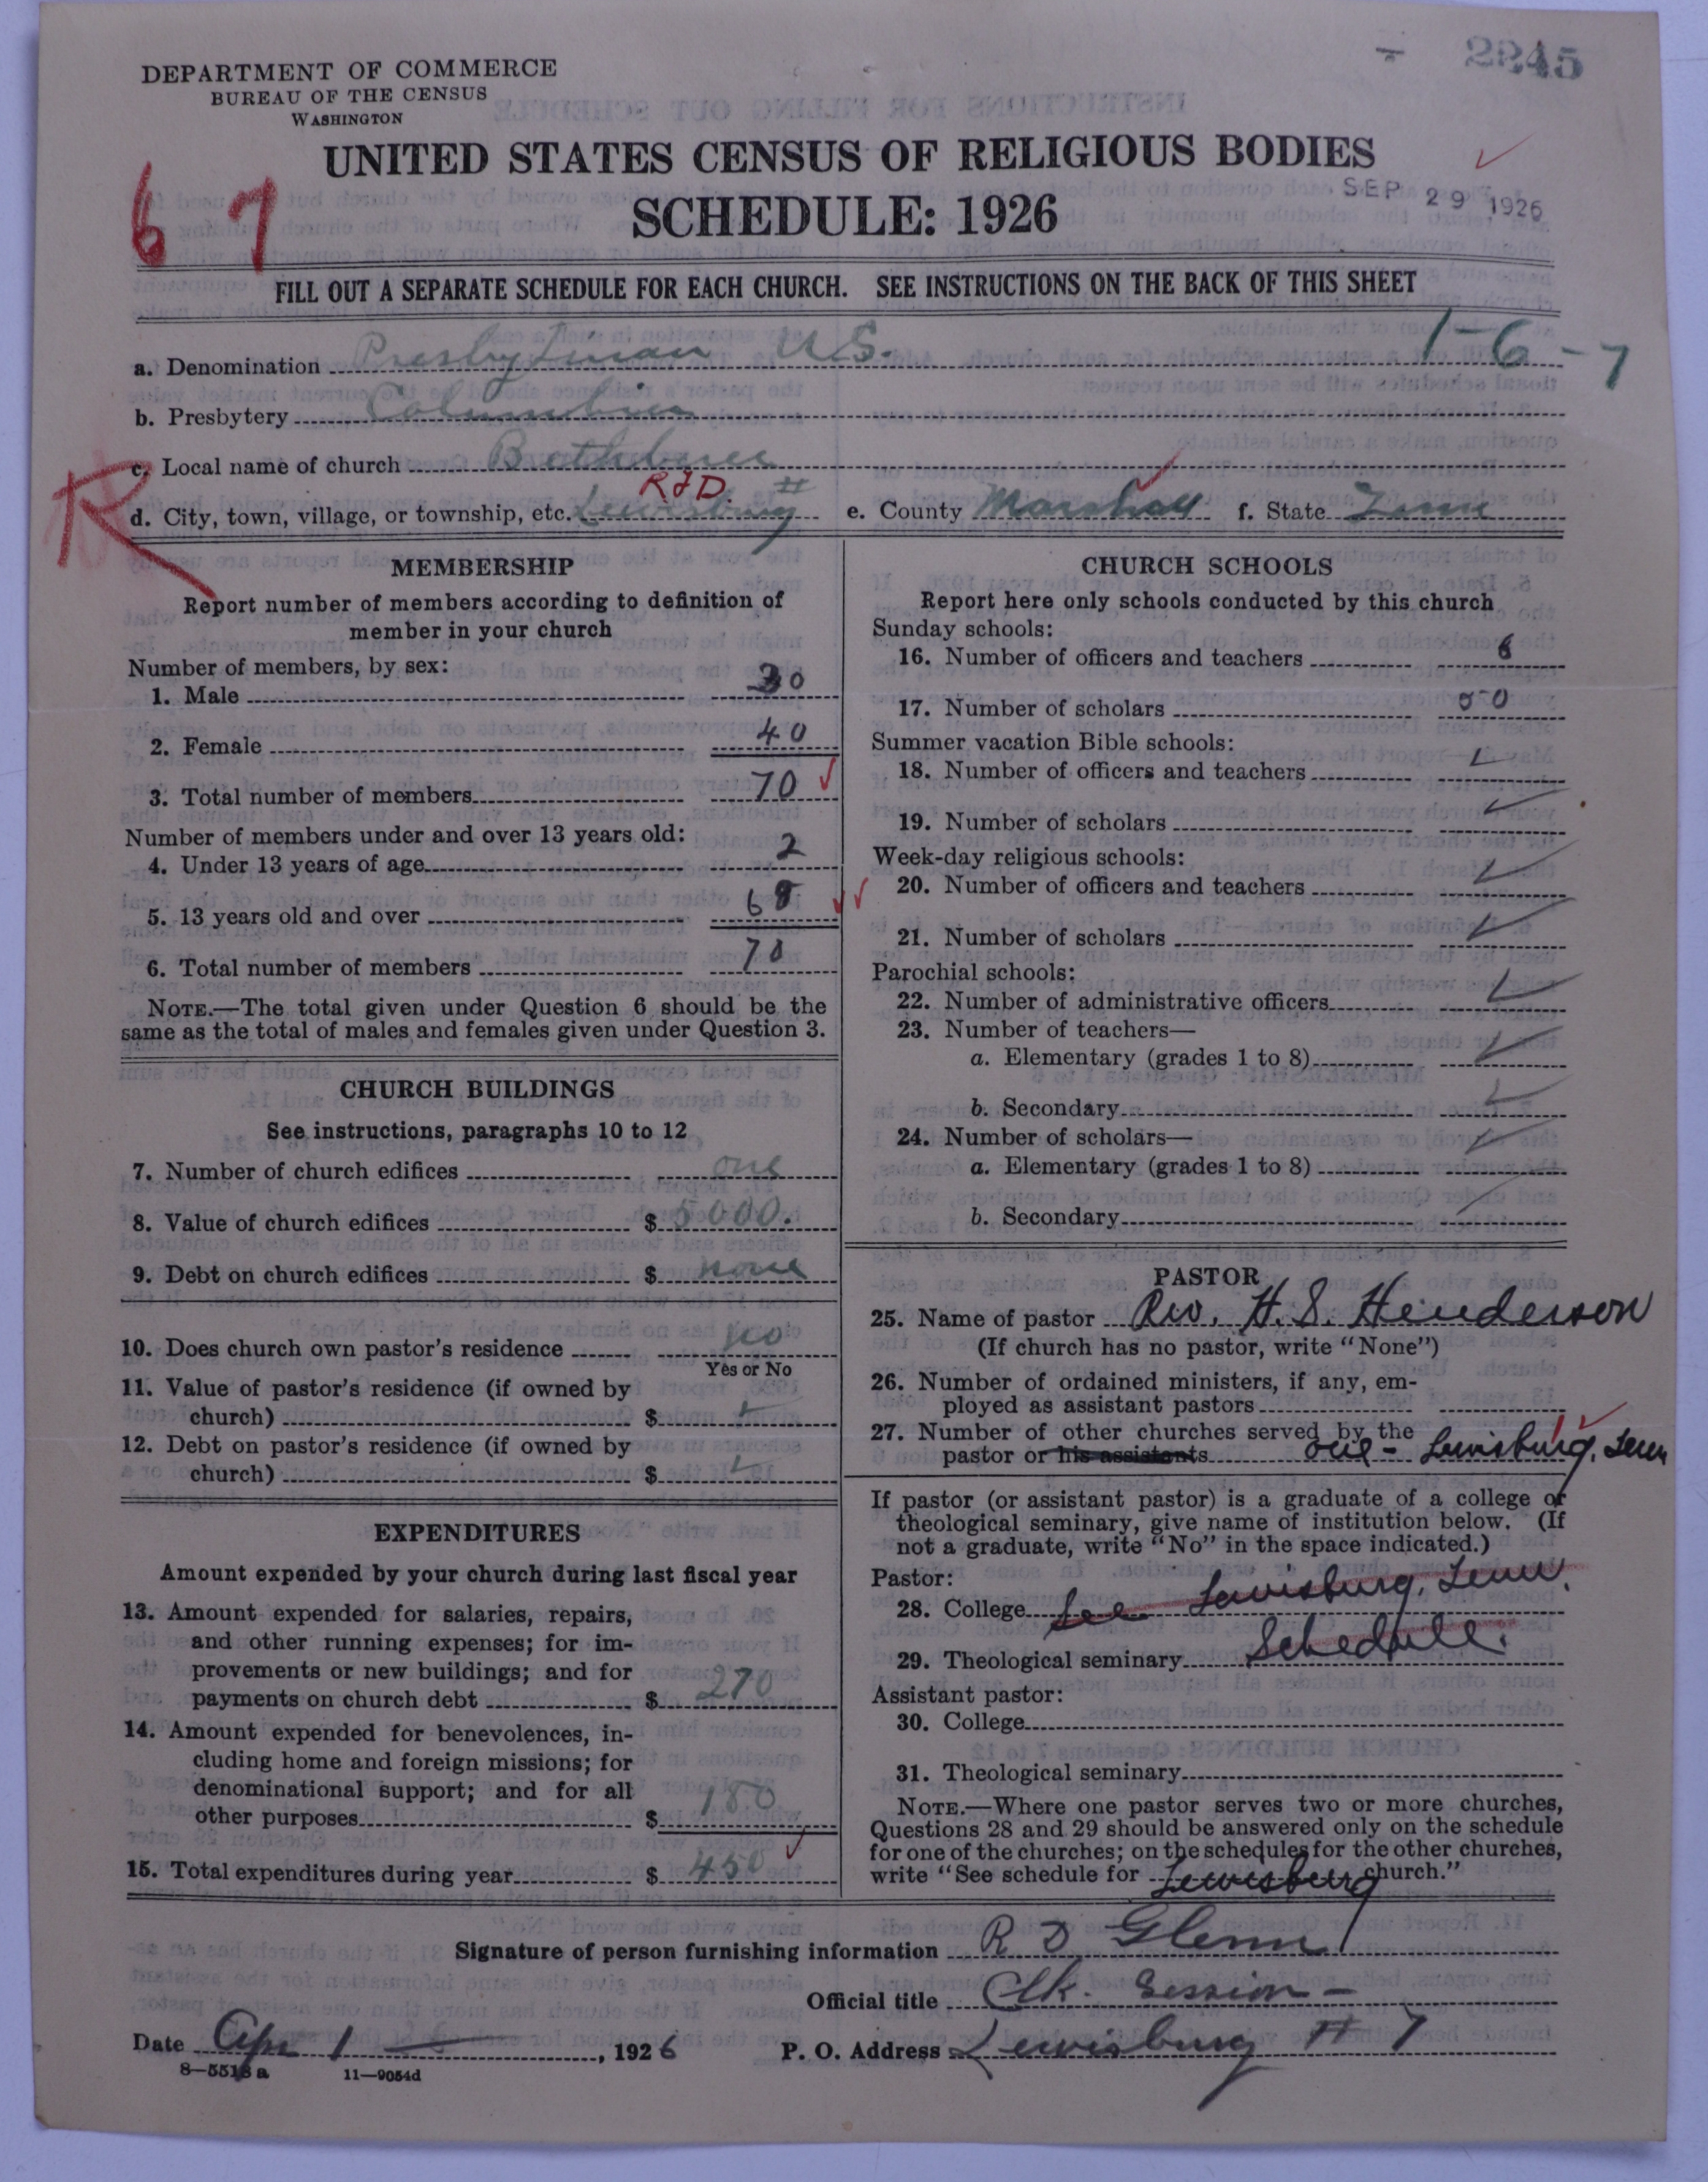 2245
DEPARTMENT OF COMMERCE
BUREAU OF THE CENSUS
WASHINGTON
UNITED STATES CENSUS OF RELIGIOUS BODIES
SCHEDULE: 1926
SEP 29 1926
6 7
FILL OUT A SEPARATE SCHEDULE FOR EACH CHURCH. SEE INSTRUCTIONS ON THE BACK OF THIS SHEET
1-6-7
a. Denomination Presbyterian U.S.
b. Presbytery Columbia
c. Local name of church Bethberei
R
d. City, town, village, or township, etc. Lewisburg RFD. # 7 e. County Marshall f. State Tenn
MEMBERSHIP
Report number of members according to definition of
member in your church
Number of members, by sex:
1. Male 30
2. Female 40
3. Total number of members 70
Number of members under and over 13 years old:
4. Under 13 years of age 2
5. 13 years old and over 68
6. Total number of members 70
NOTE.—The total given under Question 6 should be the
same as the total of males and females given under Question 3.
CHURCH BUILDINGS
See instructions, paragraphs 10 to 12
7. Number of church edifices one
8. Value of church edifices $ 5000.
9. Debt on church edifices $ none
10. Does church own pastor's residence No
Yes or No
11. Value of pastor's residence (if owned by
church) $
12. Debt on pastor's residence (if owned by
church) $
EXPENDITURES
Amount expended by your church during last fiscal year
13. Amount expended for salaries, repairs,
and other running expenses; for im-
provements or new buildings; and for
payments on church debt $ 270
14. Amount expended for benevolences, in-
cluding home and foreign missions; for
denominational support; and for all
other purposes $ 180
15. Total expenditures during year $ 450
CHURCH SCHOOLS
Report here only schools conducted by this church
Sunday schools:
16. Number of officers and teachers 6
17. Number of scholars 50
Summer vacation Bible schools:
18. Number of officers and teachers
19. Number of scholars
Week-day religious schools:
20. Number of officers and teachers
21. Number of scholars
Parochial schools:
22. Number of administrative officers
23. Number of teachers—
a. Elementary (grades 1 to 8)
b. Secondary
24. Number of scholars—
a. Elementary (grades 1 to 8)
b. Secondary
PASTOR
25. Name of pastor Rev. H. S. Henderson
(If church has no pastor, write "None")
26. Number of ordained ministers, if any, em-
ployed as assistant pastors
27. Number of other churches served by the
pastor or his assistants one - Lewisburg, Tenn
If pastor (or assistant pastor) is a graduate of a college or
theological seminary, give name of institution below. (If
not a graduate, write "No" in the space indicated.)
Pastor:
28. College See Lewisburg, Tenn.
29. Theological seminary Schedule.
Assistant pastor:
30. College
31. Theological seminary
NOTE.—Where one pastor serves two or more churches,
Questions 28 and 29 should be answered only on the schedule
for one of the churches; on the schedules for the other churches,
write "See schedule for Lewisburg church."
Signature of person furnishing information R D Glenn
Official title Clk. Session -
Date Apr 1, 1926 P. O. Address Lewisburg # 7
8—5518 a 11—9054d